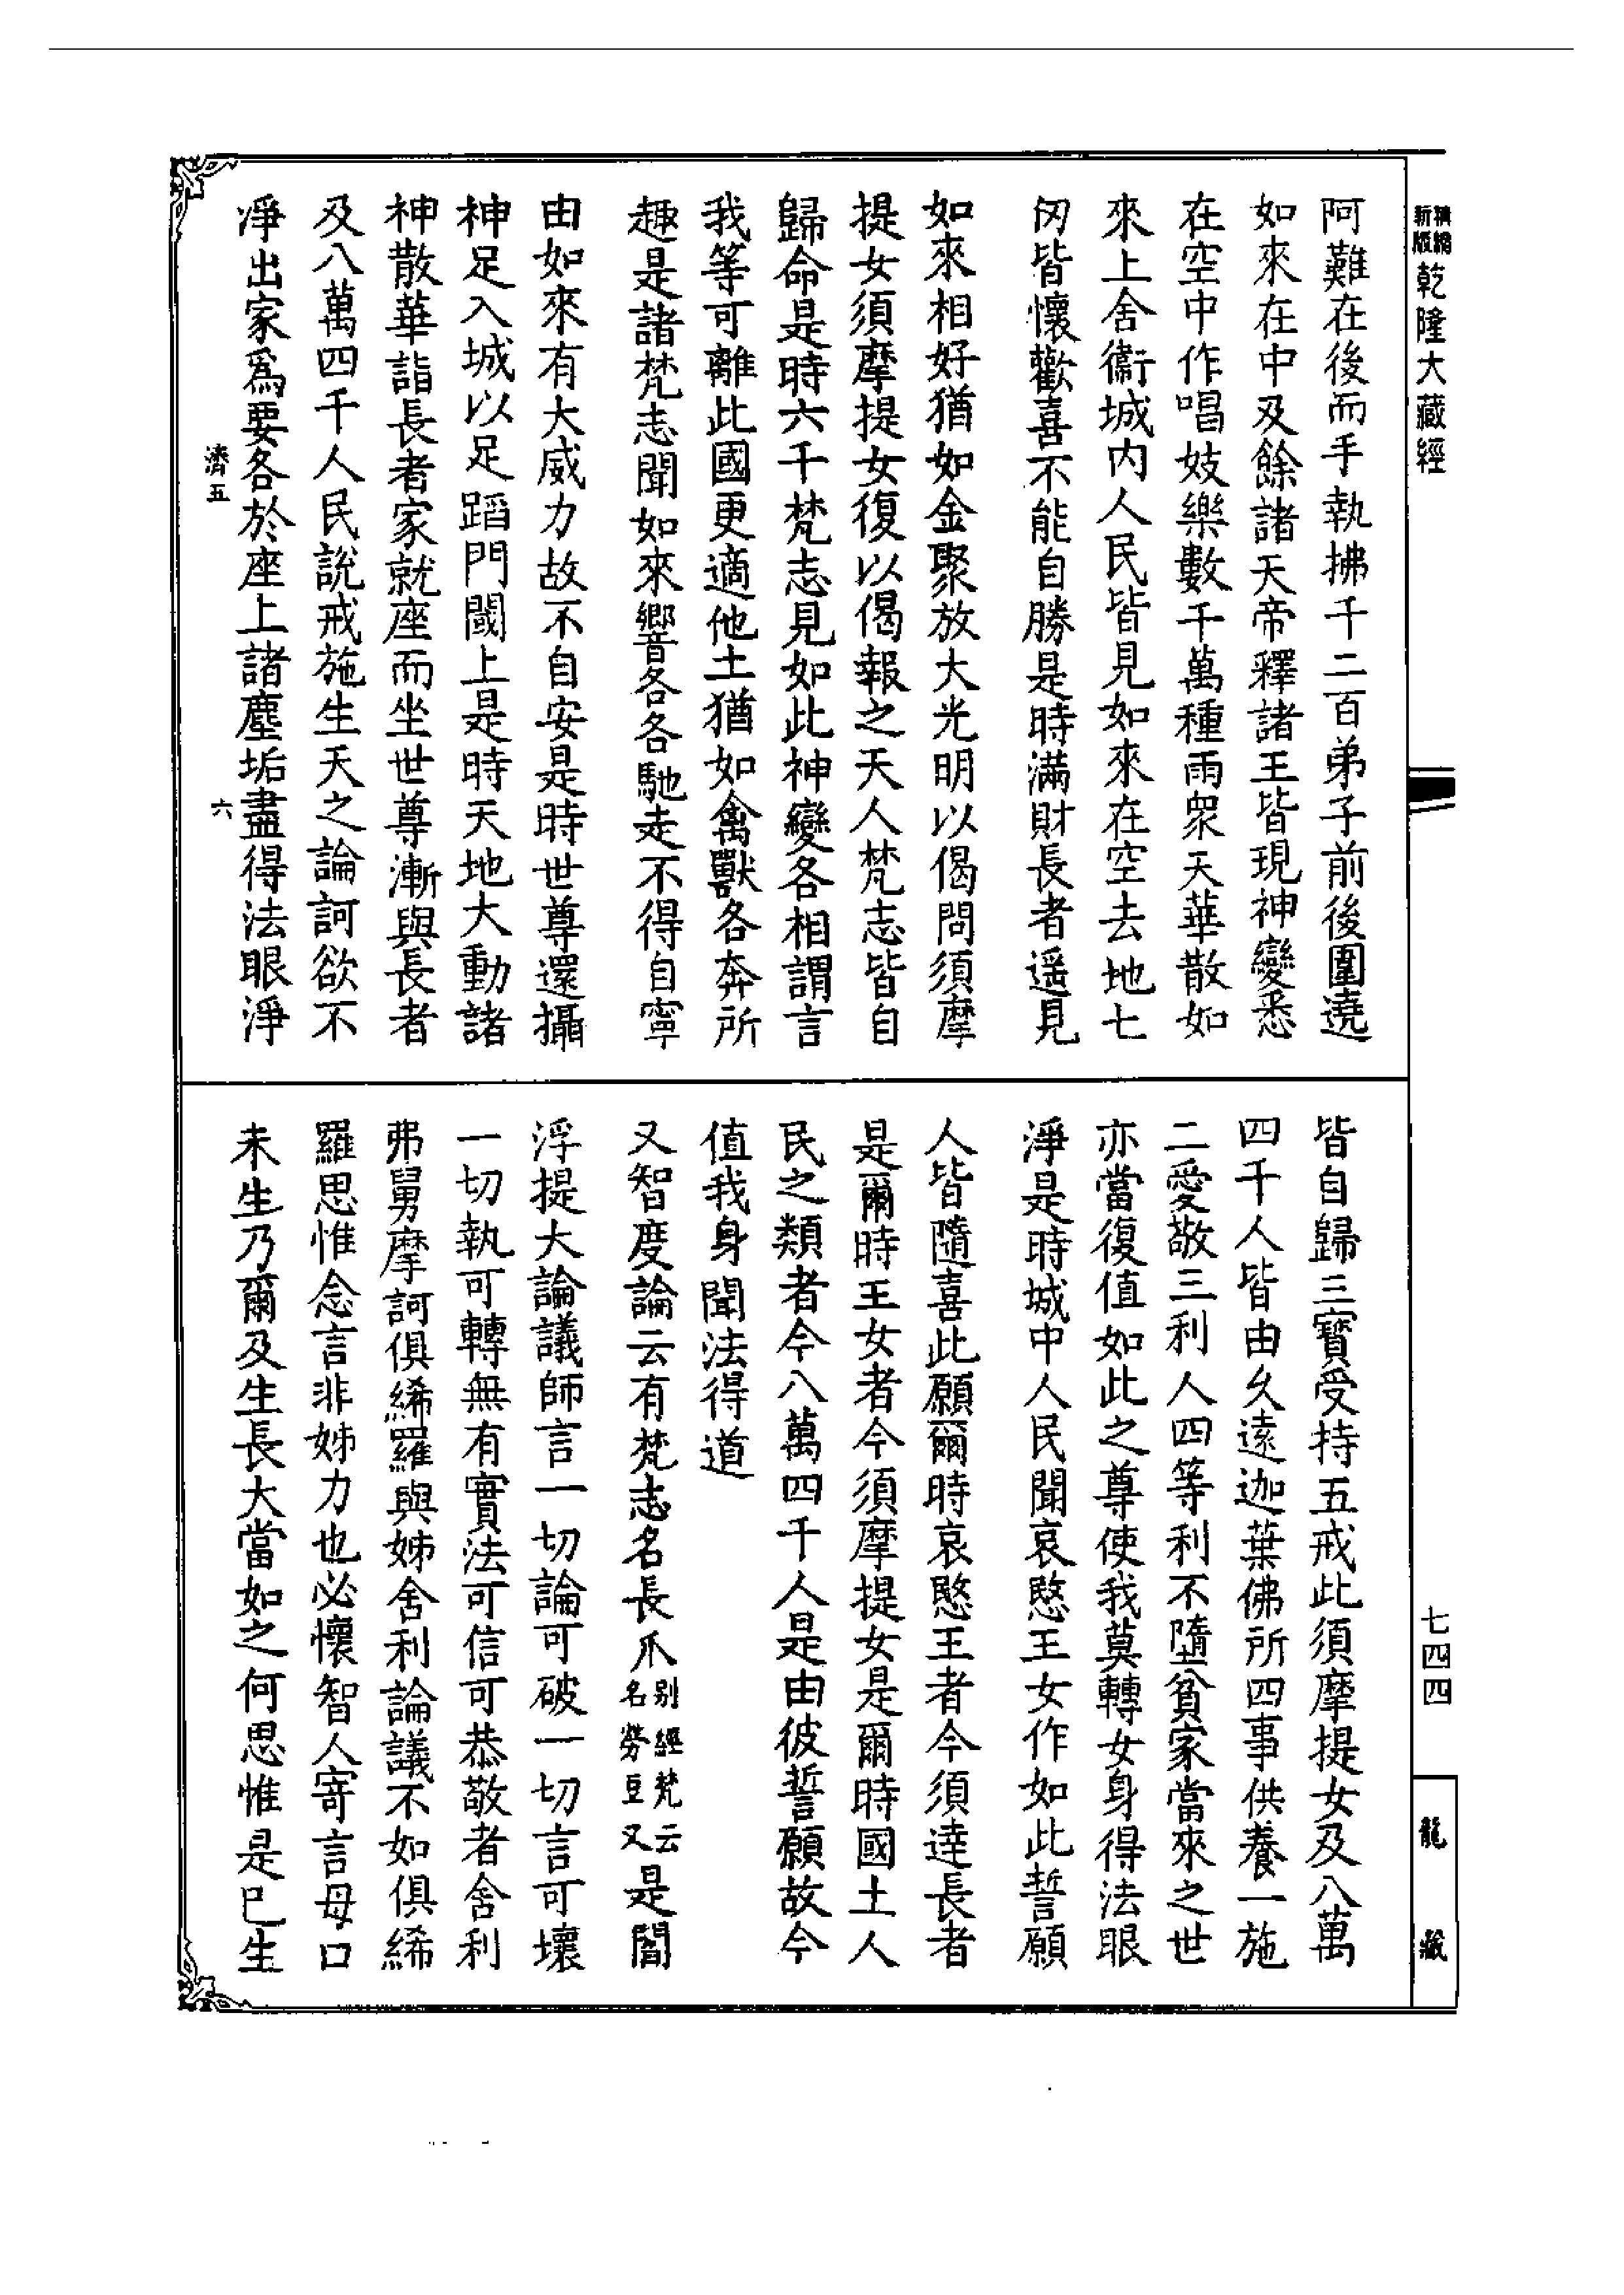 精縮新版乾隆大藏經
阿難在後而手執拂千二百弟子前後圍遶
如來在中及餘諸天帝釋諸王皆現神變悉
在空中作唱妓樂數千萬種雨眾天華散如
來上舍衞城內人民皆見如來在空去地七
仞皆懷歡喜不能自勝是時滿財長者遥見
如來相好猶如金聚放大光明以偈問須摩
提女須摩提女復以偈報之天人梵志皆自
歸命是時六千梵志見如此神變各相謂言
我等可離此國更適他土猶如禽獸各奔所
趣是諸梵志聞如來響各各馳走不得自寧
由如來有大威力故不自安是時世尊還攝
神足入城以足蹈門閫上是時天地大動諸
神散華詣長者家就座而坐世尊漸與長者
及八萬四千人民説戒施生天之論訶欲不
淨出家爲要各於座上諸塵垢盡得法眼淨
濟五
六
皆自歸三寳受持五戒此須摩提女及八萬
四千人皆由久遠迦葉佛所四事供養一施
二愛敬三利人四等利不墮貧家當來之世
亦當復值如此之尊使我莫轉女身得法眼
淨是時城中人民聞哀愍王女作如此誓願
人皆隨喜此願爾時哀愍王者今須達長者
是爾時王女者今須摩提女是爾時國土人
民之類者今八萬四千人是由彼誓願故今
值我身聞法得道
又智度論云有梵志名長爪别經梵云名勞豆又是閻
浮提大論議師言一切論可破一切言可壞
一切執可轉無有實法可信可恭敬者舍利
弗舅摩訶俱絺羅與姊舍利論議不如俱絺
羅思惟念言非姊力也必懷智人寄言母口
未生乃爾及生長大當如之何思惟是已生
七四四
龍藏